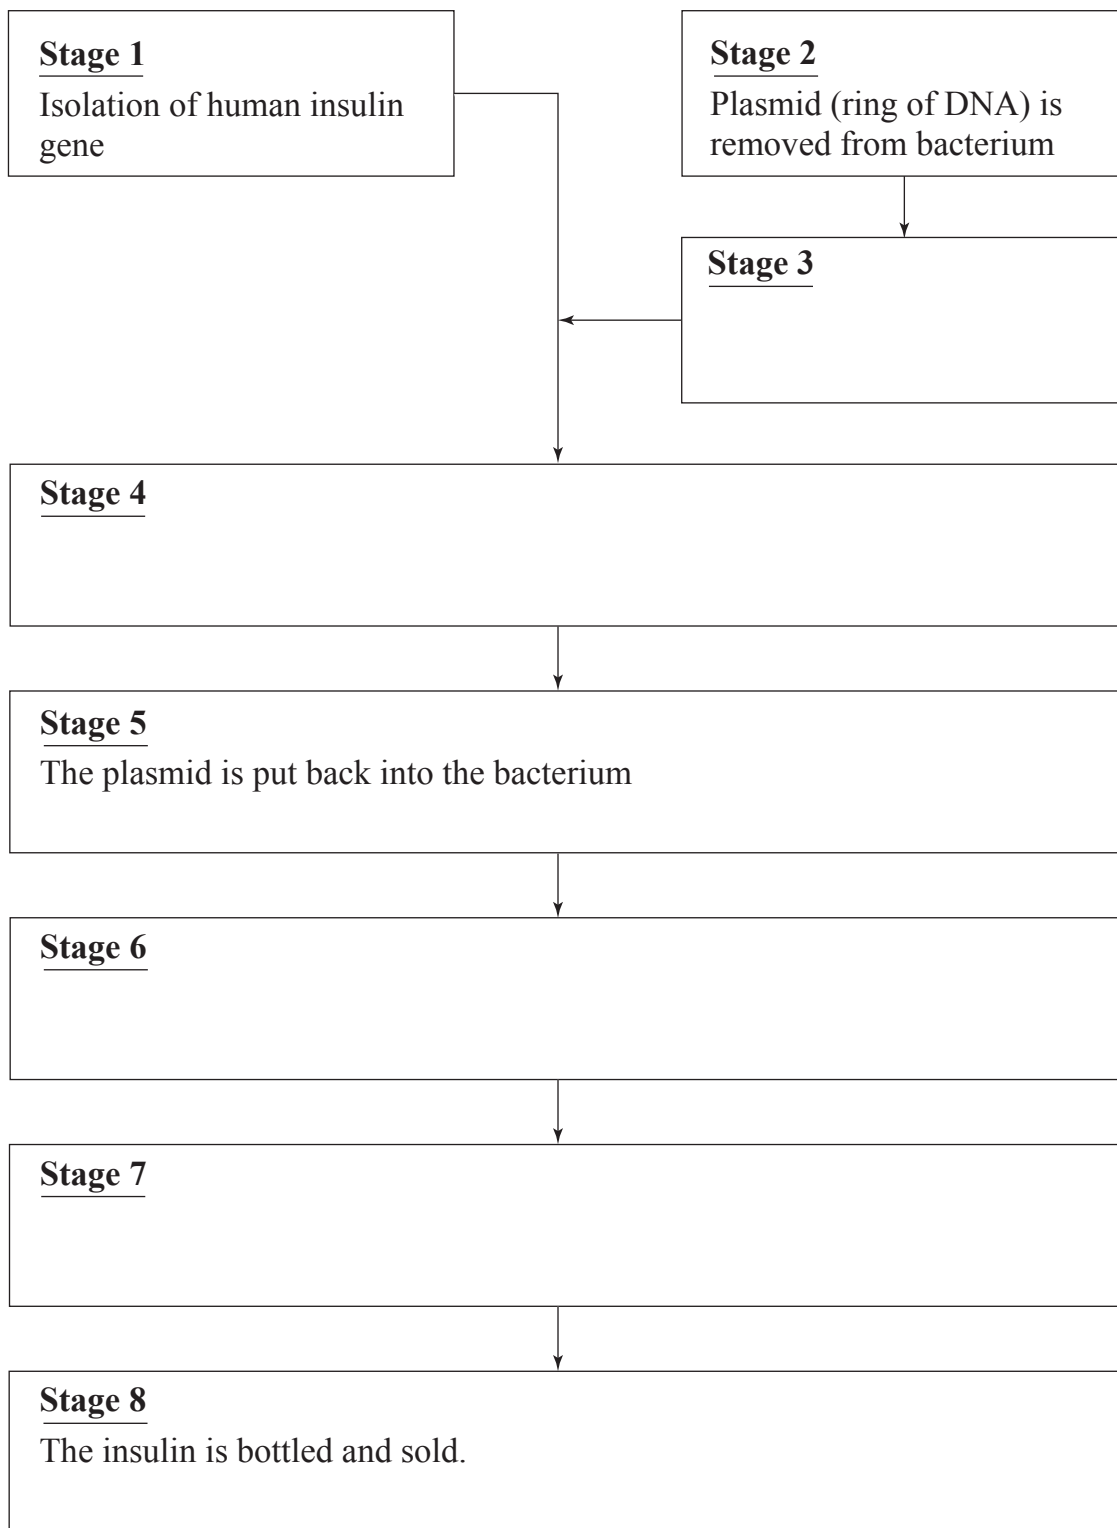 Stage 1
Isolation of human insulin
gene
Stage 2
Plasmid (ring of DNA) is
removed from bacterium
Stage 3
Stage 4
Stage 5
The plasmid is put back into the bacterium
Stage 6
Stage 7
Stage 8
The insulin is bottled and sold.